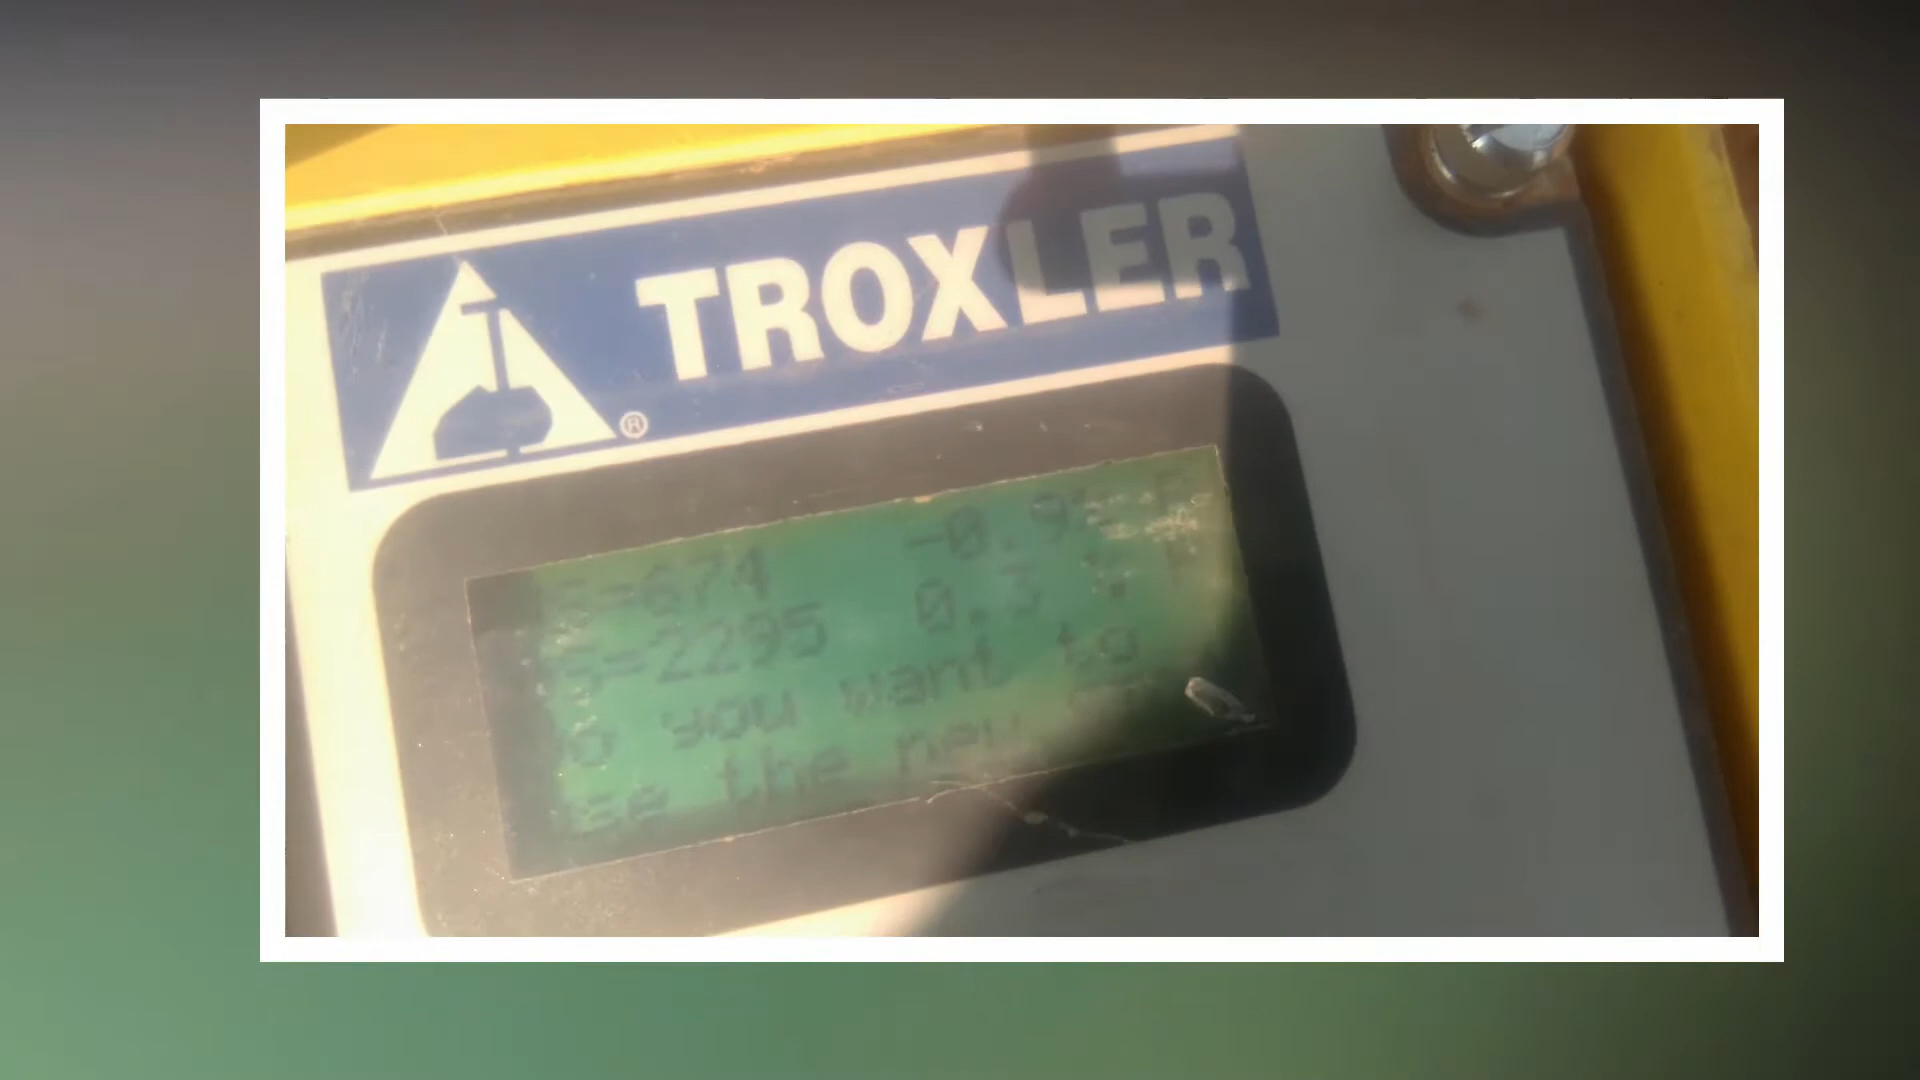 TROXLER
®
S=674 -0.9%
S=2295 0.3%
o you want to
se the new